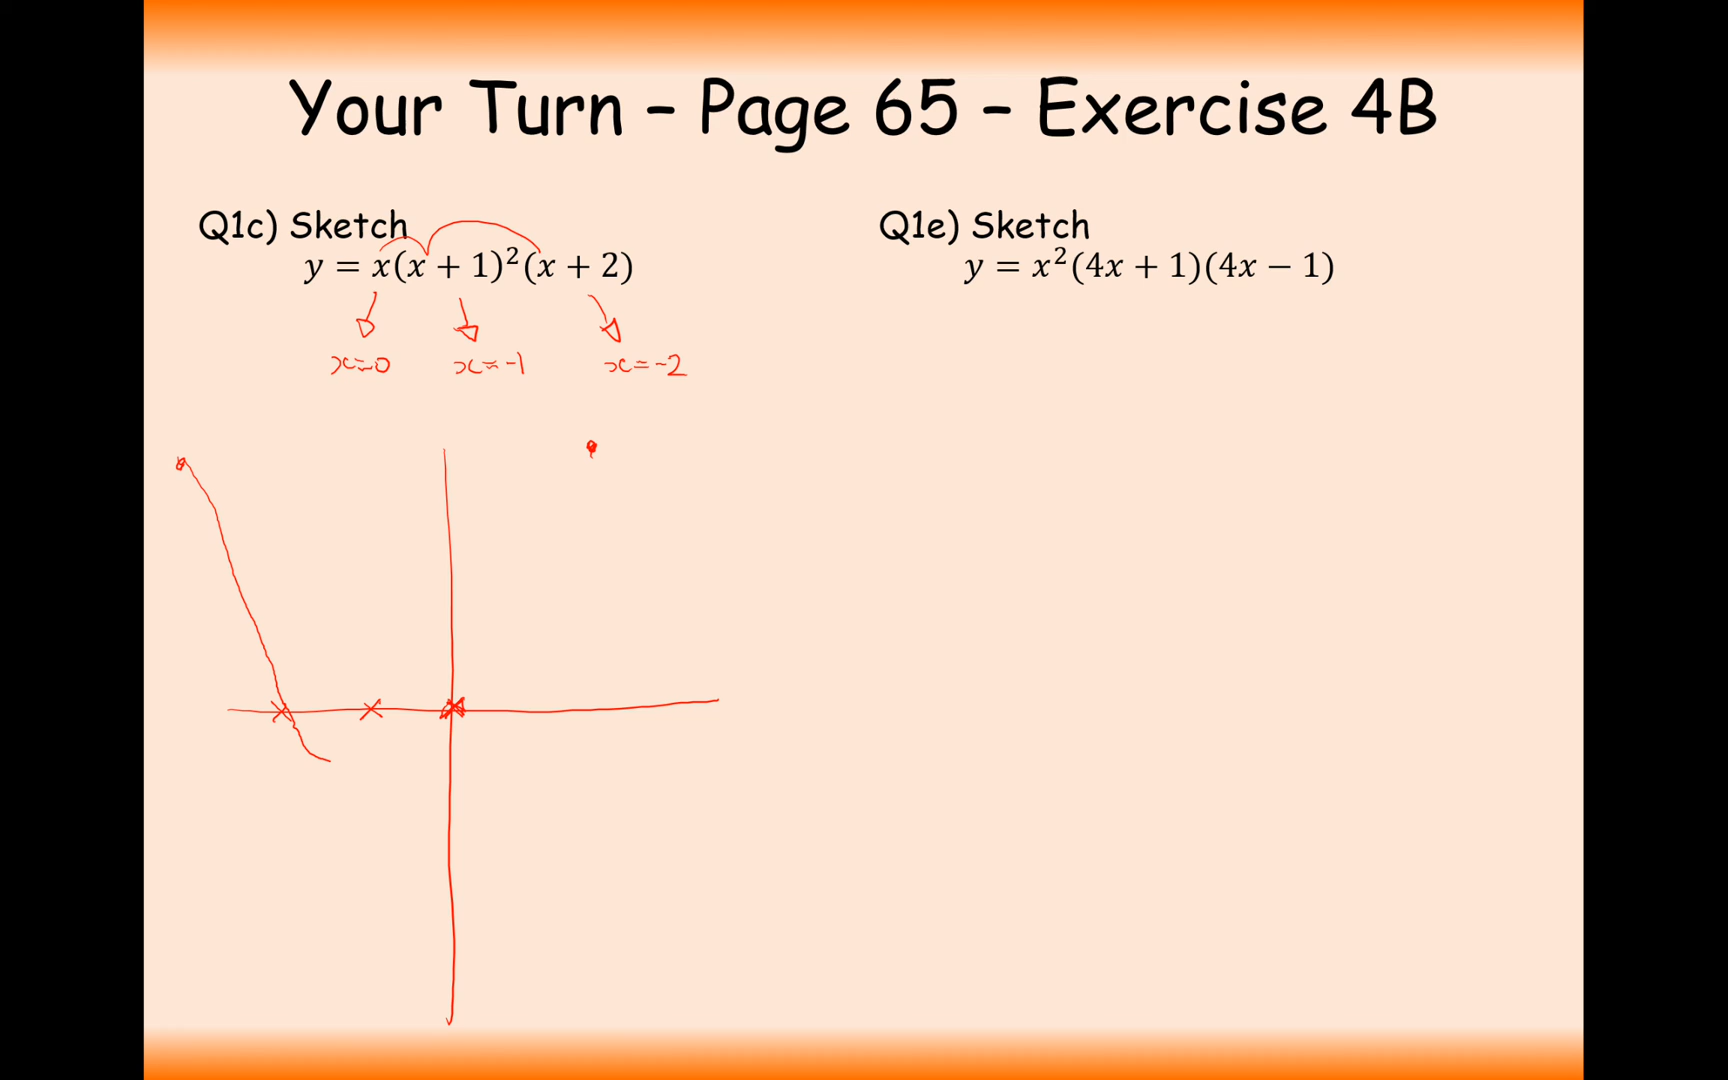 Your Turn – Page 65 – Exercise 4B
Q1c) Sketch
y = x(x + 1)²(x + 2)
x=0 x=-1 x=-2
Q1e) Sketch
y = x²(4x + 1)(4x − 1)